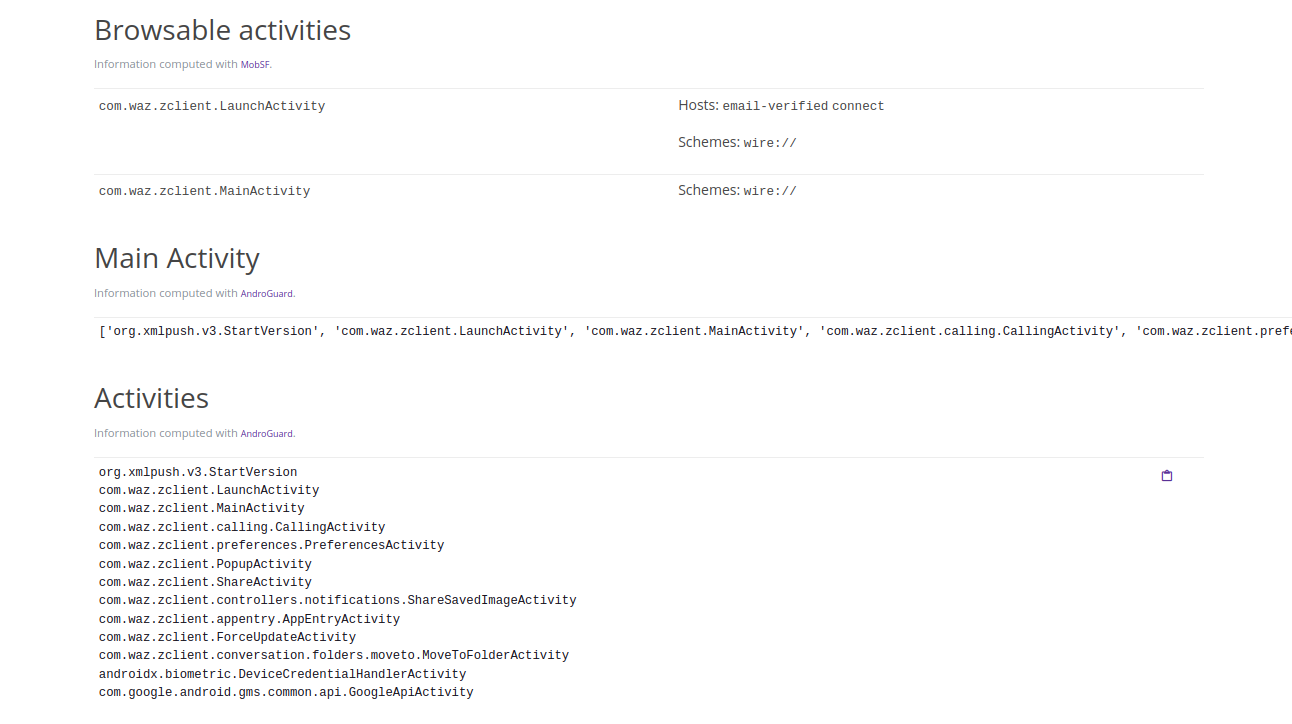 Browsable activities
Information computed with MobSF.
com.waz.zclient.LaunchActivity
Hosts: email-verified connect
Schemes: wire://
com.waz.zclient.MainActivity
Schemes: wire://
Main Activity
Information computed with AndroGuard.
['org.xmlpush.v3.StartVersion', 'com.waz.zclient.LaunchActivity', 'com.waz.zclient.MainActivity', 'com.waz.zclient.calling.CallingActivity', 'com.waz.zclient.prefe
Activities
Information computed with AndroGuard.
org.xmlpush.v3.StartVersion
com.waz.zclient.LaunchActivity
com.waz.zclient.MainActivity
com.waz.zclient.calling.CallingActivity
com.waz.zclient.preferences.PreferencesActivity
com.waz.zclient.PopupActivity
com.waz.zclient.ShareActivity
com.waz.zclient.controllers.notifications.ShareSavedImageActivity
com.waz.zclient.appentry.AppEntryActivity
com.waz.zclient.ForceUpdateActivity
com.waz.zclient.conversation.folders.moveto.MoveToFolderActivity
androidx.biometric.DeviceCredentialHandlerActivity
com.google.android.gms.common.api.GoogleApiActivity